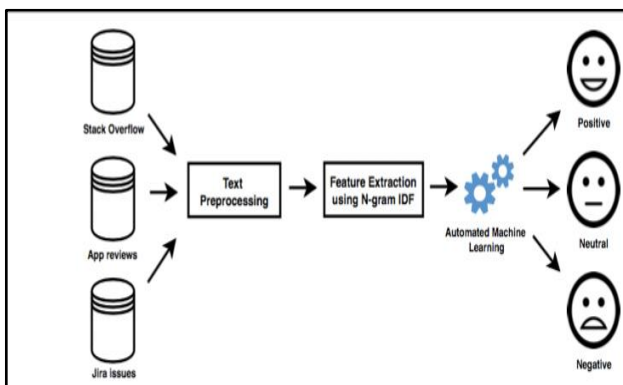 Stack Overflow
App reviews
Jira issues
Text
Preprocessing
Feature Extraction
using N-gram IDF
Automated Machine
Learning
Positive
Neutral
Negative